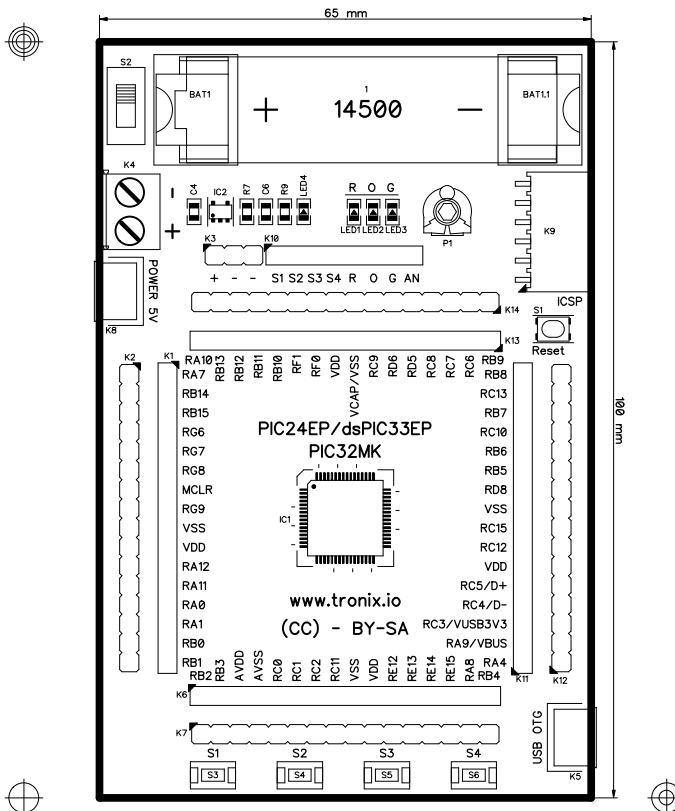 65 mm
S2
BAT1
+
1
14500
−
BAT1.1
K4
-
+
C4
IC2
R7
C6
R9
LED4
R O G
LED1 LED2 LED3
P1
K9
K3
K10
+ - - S1 S2 S3 S4 R O G AN
POWER 5V
K8
ICSP
K14
S1
Reset
K13
K2
K1
RA10
RB13
RB12
RB11
RB10
RF1
RF0
VDD
VCAP/VSS
RC9
RD6
RD5
RC8
RC7
RC6
RB9
RA7
RB14
RB15
RG6
RG7
RG8
MCLR
RG9
VSS
VDD
RA12
RA11
RA0
RA1
RB0
RB1
RB8
RC13
RB7
RC10
RB6
RB5
RD8
VSS
RC15
RC12
VDD
RC5/D+
RC4/D-
RC3/VUSB3V3
RA9/VBUS
RA4
100 mm
PIC24EP/dsPIC33EP
PIC32MK
IC1
www.tronix.io
(CC) - BY-SA
RB2
RB3
AVDD
AVSS
RC0
RC1
RC2
RC11
VSS
VDD
RE12
RE13
RE14
RE15
RA8
RB4
K11
K12
K6
K7
USB OTG
K5
S1 S2 S3 S4
S3 S4 S5 S6